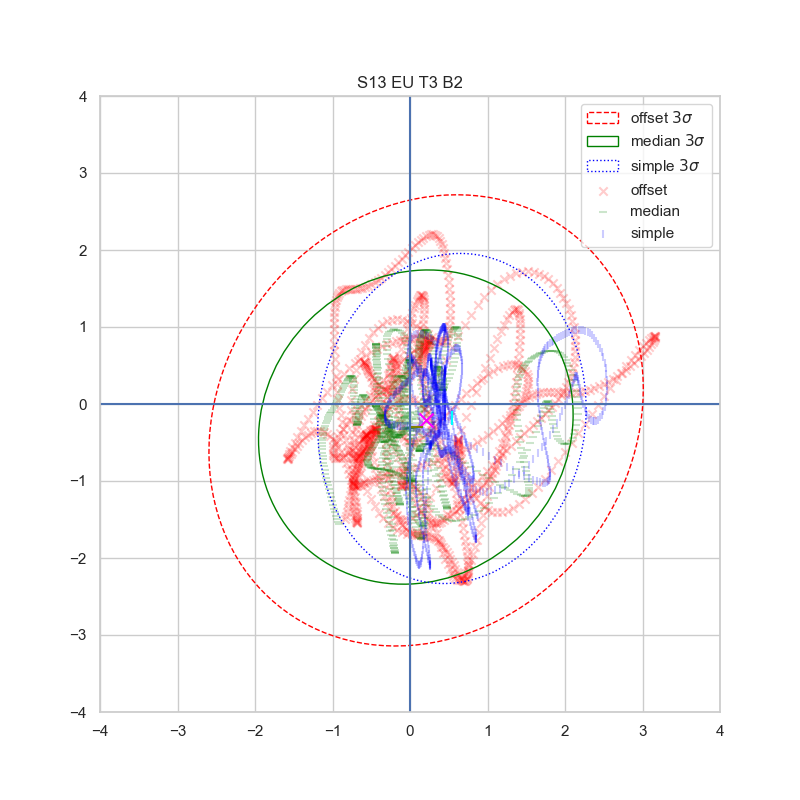 S13 EU T3 B2
offset 3σ
median 3σ
simple 3σ
offset
median
simple
4
3
2
1
0
−1
−2
−3
−4
−4 −3 −2 −1 0 1 2 3 4